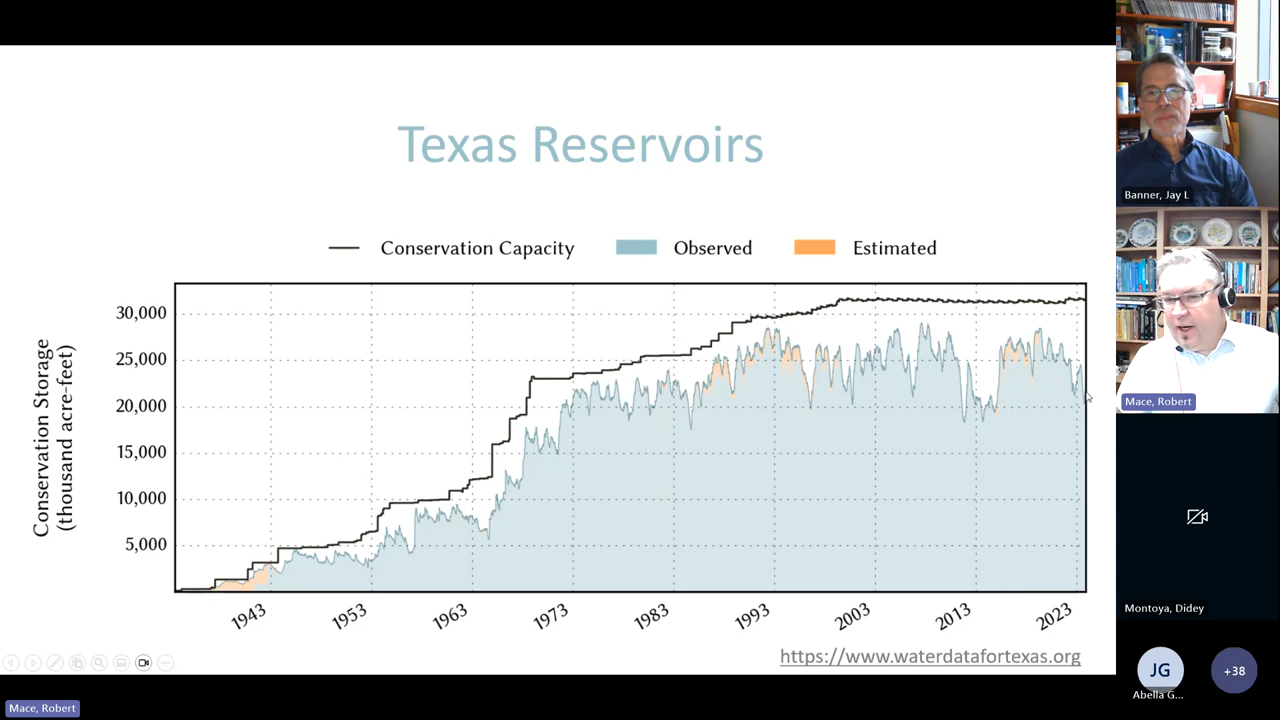 Texas Reservoirs
Conservation Capacity Observed Estimated
Conservation Storage
(thousand acre-feet)
30,000
25,000
20,000
15,000
10,000
5,000
1943 1953 1963 1973 1983 1993 2003 2013 2023
https://www.waterdatafortexas.org
Mace, Robert
Banner, Jay L
Mace, Robert
Montoya, Didey
JG
Abella G...
+38